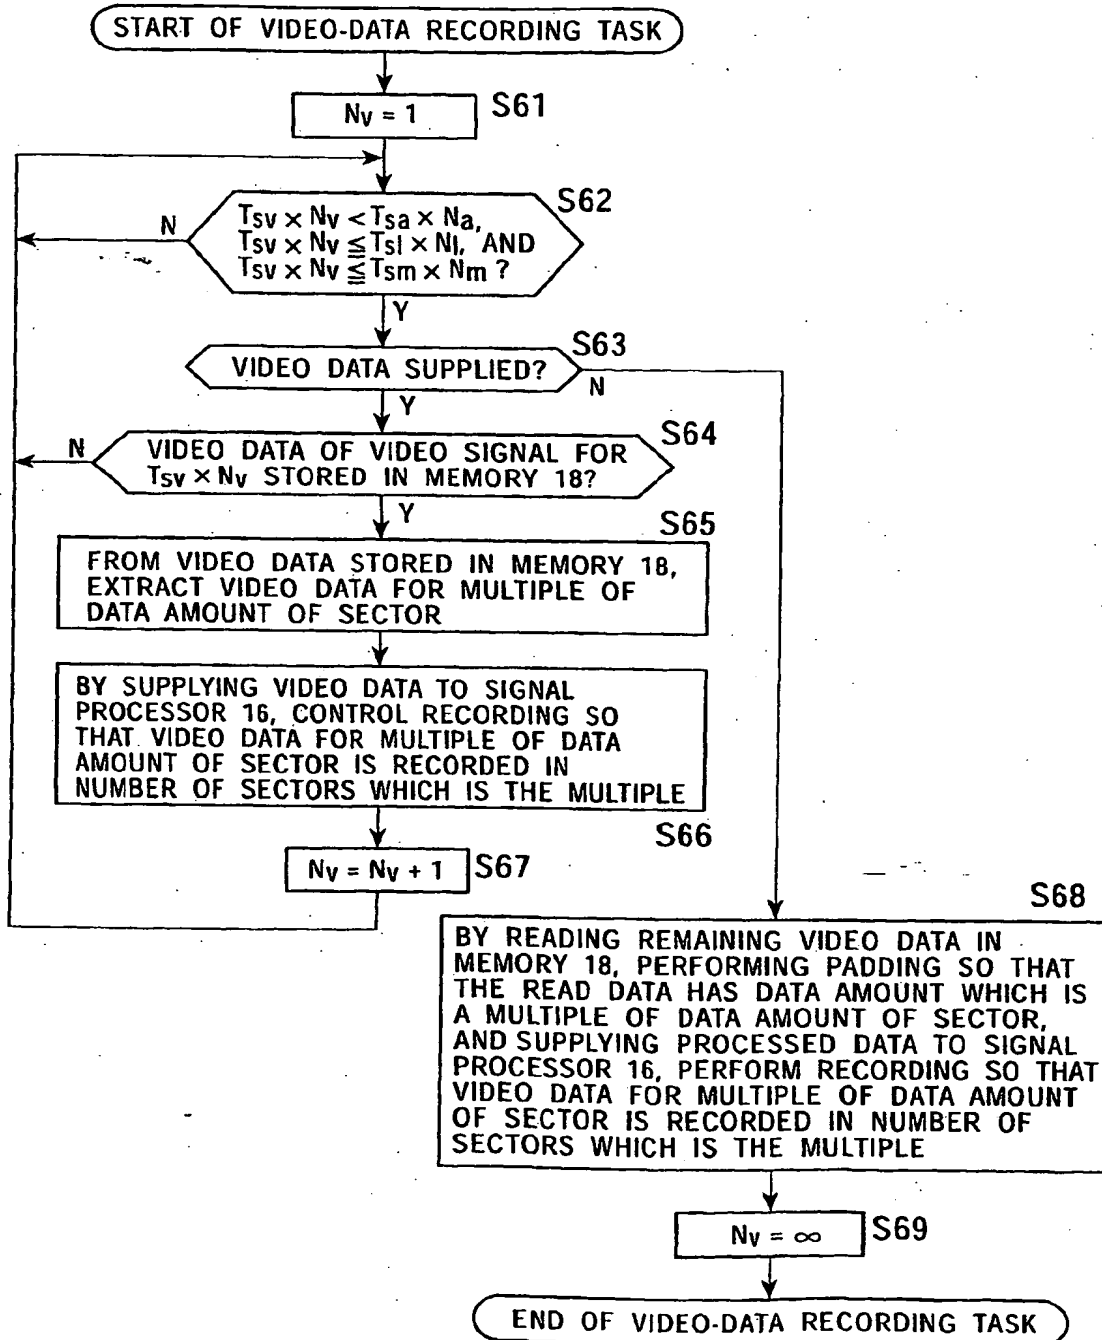 START OF VIDEO-DATA RECORDING TASK
S61
Nv = 1
S62
N
Tsv × Nv < Tsa × Na,
Tsv × Nv ≦ Tsl × Nl, AND
Tsv × Nv ≦ Tsm × Nm ?
Y
S63
VIDEO DATA SUPPLIED?
N
Y
S64
N
VIDEO DATA OF VIDEO SIGNAL FOR
Tsv × Nv STORED IN MEMORY 18?
Y
S65
FROM VIDEO DATA STORED IN MEMORY 18,
EXTRACT VIDEO DATA FOR MULTIPLE OF
DATA AMOUNT OF SECTOR
BY SUPPLYING VIDEO DATA TO SIGNAL
PROCESSOR 16, CONTROL RECORDING SO
THAT VIDEO DATA FOR MULTIPLE OF DATA
AMOUNT OF SECTOR IS RECORDED IN
NUMBER OF SECTORS WHICH IS THE MULTIPLE
S66
Nv = Nv + 1
S67
S68
BY READING REMAINING VIDEO DATA IN
MEMORY 18, PERFORMING PADDING SO THAT
THE READ DATA HAS DATA AMOUNT WHICH IS
A MULTIPLE OF DATA AMOUNT OF SECTOR,
AND SUPPLYING PROCESSED DATA TO SIGNAL
PROCESSOR 16, PERFORM RECORDING SO THAT
VIDEO DATA FOR MULTIPLE OF DATA AMOUNT
OF SECTOR IS RECORDED IN NUMBER OF
SECTORS WHICH IS THE MULTIPLE
Nv = ∞
S69
END OF VIDEO-DATA RECORDING TASK